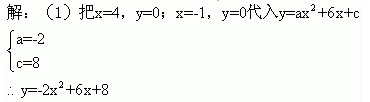 解：（1）把x=4，y=0；x=-1，y=0代入y=ax²+6x+c
a=-2
c=8
∴y=-2x²+6x+8